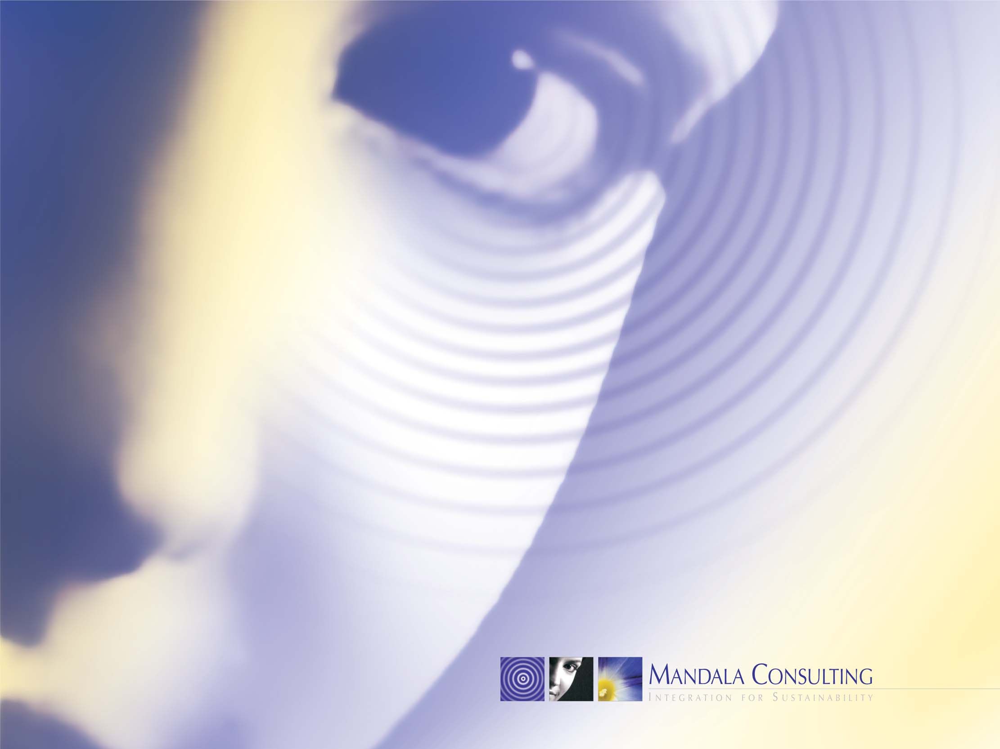 MANDALA CONSULTING
INTEGRATION FOR SUSTAINABILITY